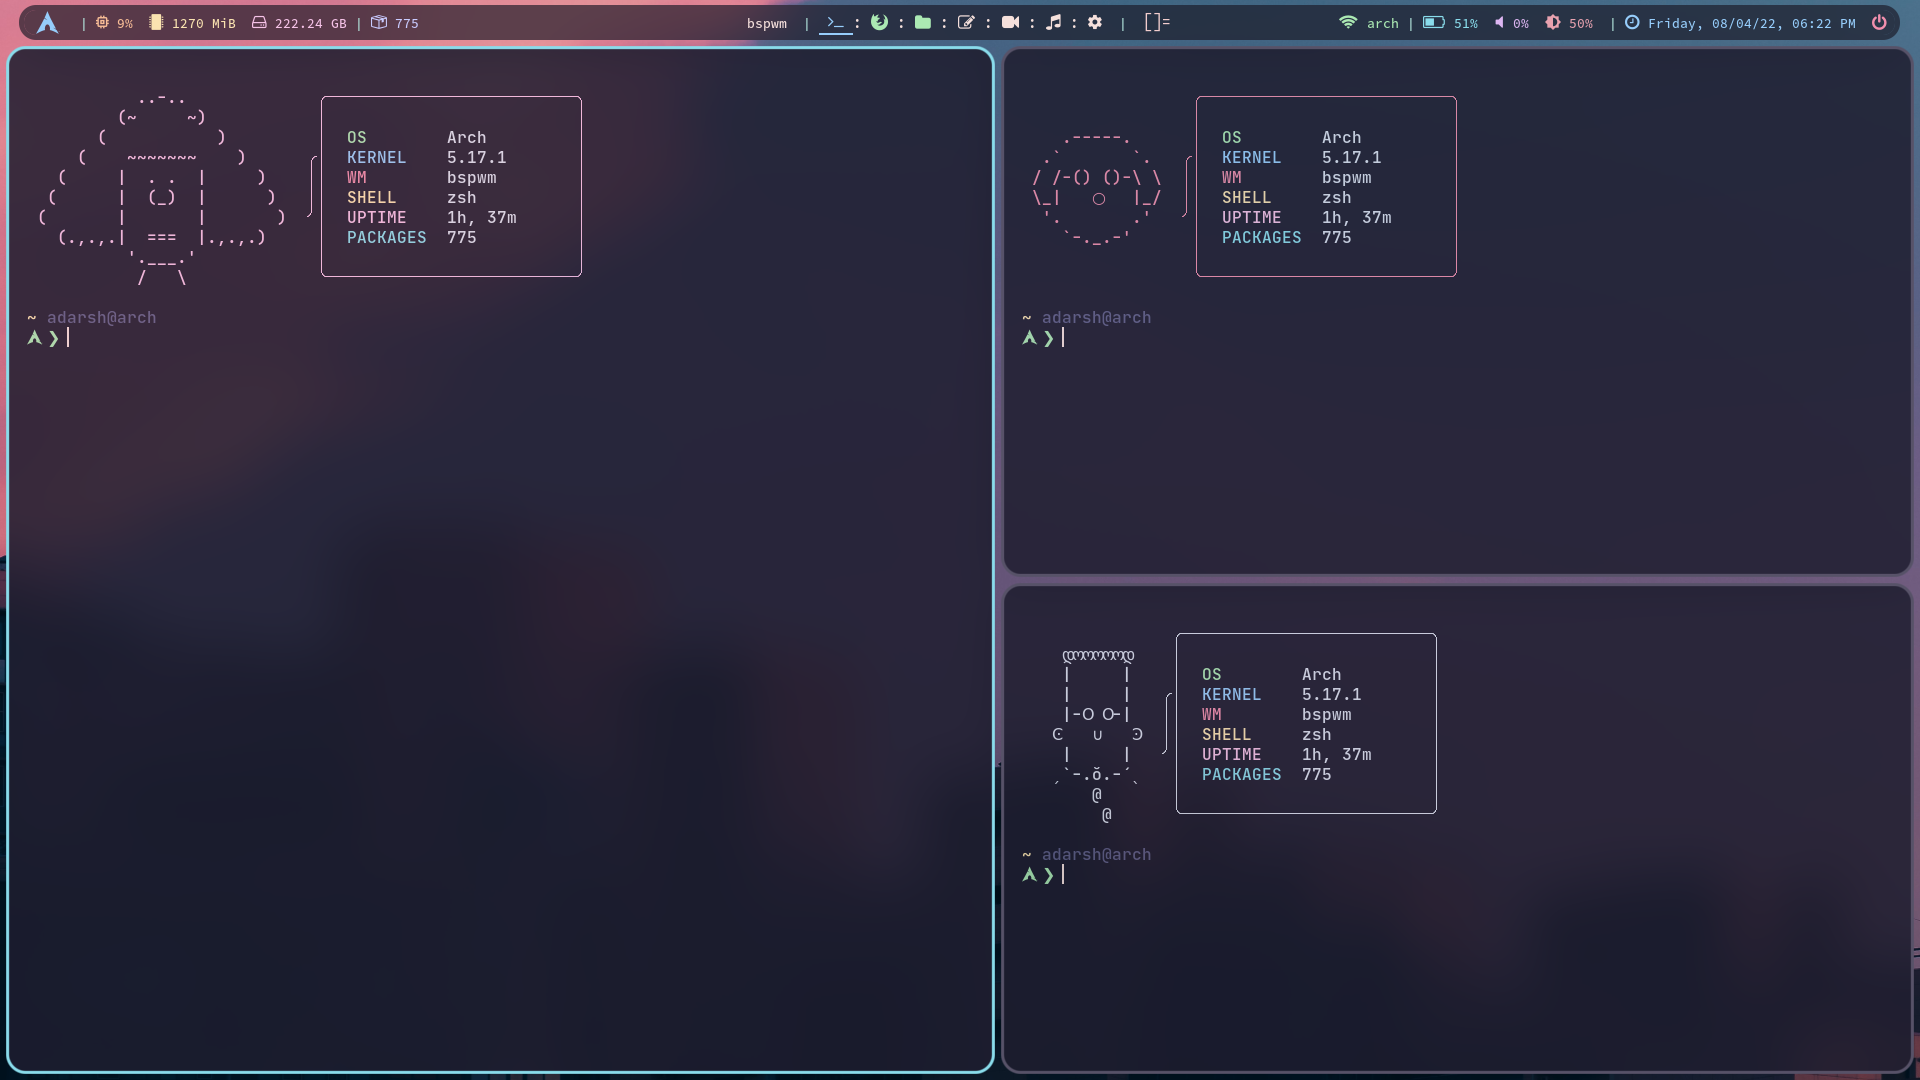 | 9% 1270 MiB 222.24 GB | 775 bspwm | >_ : : : : : : | []= arch | 51% 0% 50% | Friday, 08/04/22, 06:22 PM
OS Arch
KERNEL 5.17.1
WM bspwm
SHELL zsh
UPTIME 1h, 37m
PACKAGES 775
~ adarsh@arch
❯
OS Arch
KERNEL 5.17.1
WM bspwm
SHELL zsh
UPTIME 1h, 37m
PACKAGES 775
~ adarsh@arch
❯
OS Arch
KERNEL 5.17.1
WM bspwm
SHELL zsh
UPTIME 1h, 37m
PACKAGES 775
~ adarsh@arch
❯